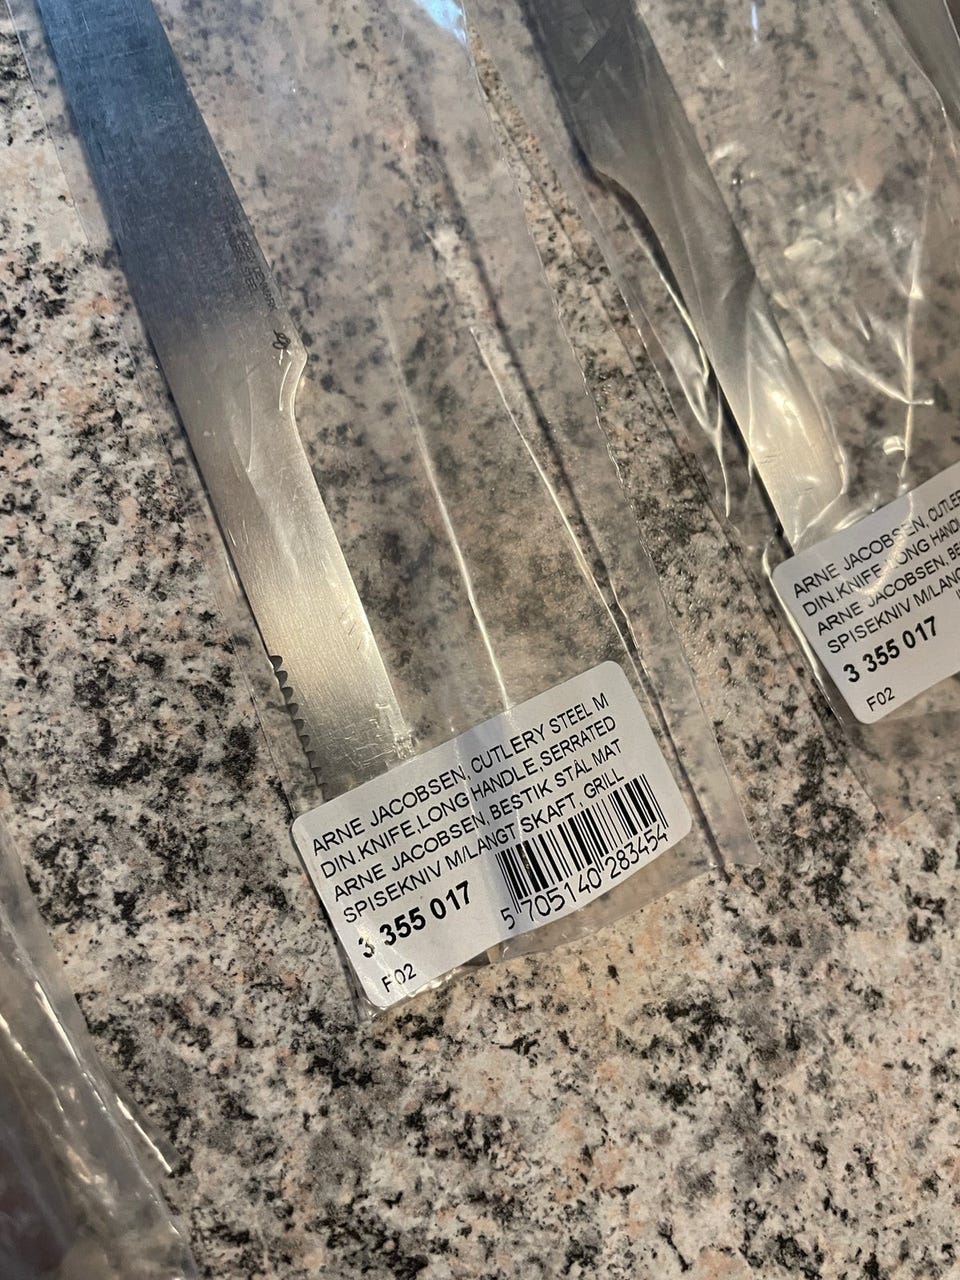 ARNE JACOBSEN, CUTLERY STEEL M
DIN.KNIFE,LONG HANDLE,SERRATED
ARNE JACOBSEN, BESTIK STÅL MAT
SPISEKNIV M/LANGT SKAFT, GRILL
3 355 017
5 705140 283454
F02
ARNE JACOBSEN, CUTLER
DIN.KNIFE,LONG HANDL
ARNE JACOBSEN, BE
SPISEKNIV M/LANG
3 355 017
F02